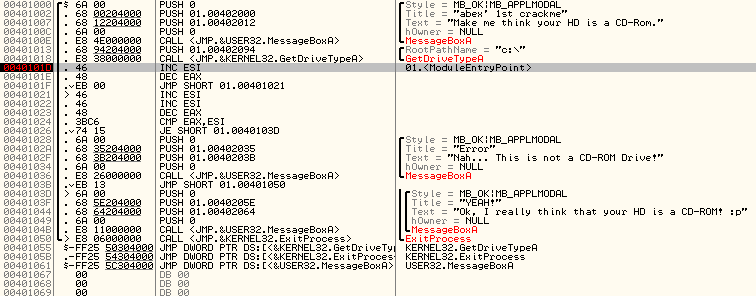 00401000 $ 6A 00 PUSH 0 Style = MB_OK|MB_APPLMODAL
00401002 . 68 00204000 PUSH 01.00402000 Title = "abex' 1st crackme"
00401007 . 68 12204000 PUSH 01.00402012 Text = "Make me think your HD is a CD-Rom."
0040100C . 6A 00 PUSH 0 hOwner = NULL
0040100E . E8 4E000000 CALL <JMP.&USER32.MessageBoxA> MessageBoxA
00401013 . 68 94204000 PUSH 01.00402094 RootPathName = "c:\"
00401018 . E8 38000000 CALL <JMP.&KERNEL32.GetDriveTypeA> GetDriveTypeA
0040101D . 46 INC ESI 01.<ModuleEntryPoint>
0040101E . 48 DEC EAX
0040101F . EB 00 JMP SHORT 01.00401021
00401021 > 46 INC ESI
00401022 . 46 INC ESI
00401023 . 48 DEC EAX
00401024 . 3BC6 CMP EAX,ESI
00401026 . 74 15 JE SHORT 01.0040103D
00401028 . 6A 00 PUSH 0 Style = MB_OK|MB_APPLMODAL
0040102A . 68 35204000 PUSH 01.00402035 Title = "Error"
0040102F . 68 3B204000 PUSH 01.0040203B Text = "Nah... This is not a CD-ROM Drive!"
00401034 . 6A 00 PUSH 0 hOwner = NULL
00401036 . E8 26000000 CALL <JMP.&USER32.MessageBoxA> MessageBoxA
0040103B . EB 13 JMP SHORT 01.00401050
0040103D > 6A 00 PUSH 0 Style = MB_OK|MB_APPLMODAL
0040103F . 68 5E204000 PUSH 01.0040205E Title = "YEAH!"
00401044 . 68 64204000 PUSH 01.00402064 Text = "Ok, I really think that your HD is a CD-ROM! :p"
00401049 . 6A 00 PUSH 0 hOwner = NULL
0040104B . E8 11000000 CALL <JMP.&USER32.MessageBoxA> MessageBoxA
00401050 > E8 06000000 CALL <JMP.&KERNEL32.ExitProcess> ExitProcess
00401055 $-FF25 50304000 JMP DWORD PTR DS:[<&KERNEL32.GetDriveTyp KERNEL32.GetDriveTypeA
0040105B .-FF25 54304000 JMP DWORD PTR DS:[<&KERNEL32.ExitProcess KERNEL32.ExitProcess
00401061 $-FF25 5C304000 JMP DWORD PTR DS:[<&USER32.MessageBoxA>] USER32.MessageBoxA
00401067 00 DB 00
00401068 00 DB 00
00401069 00 DB 00